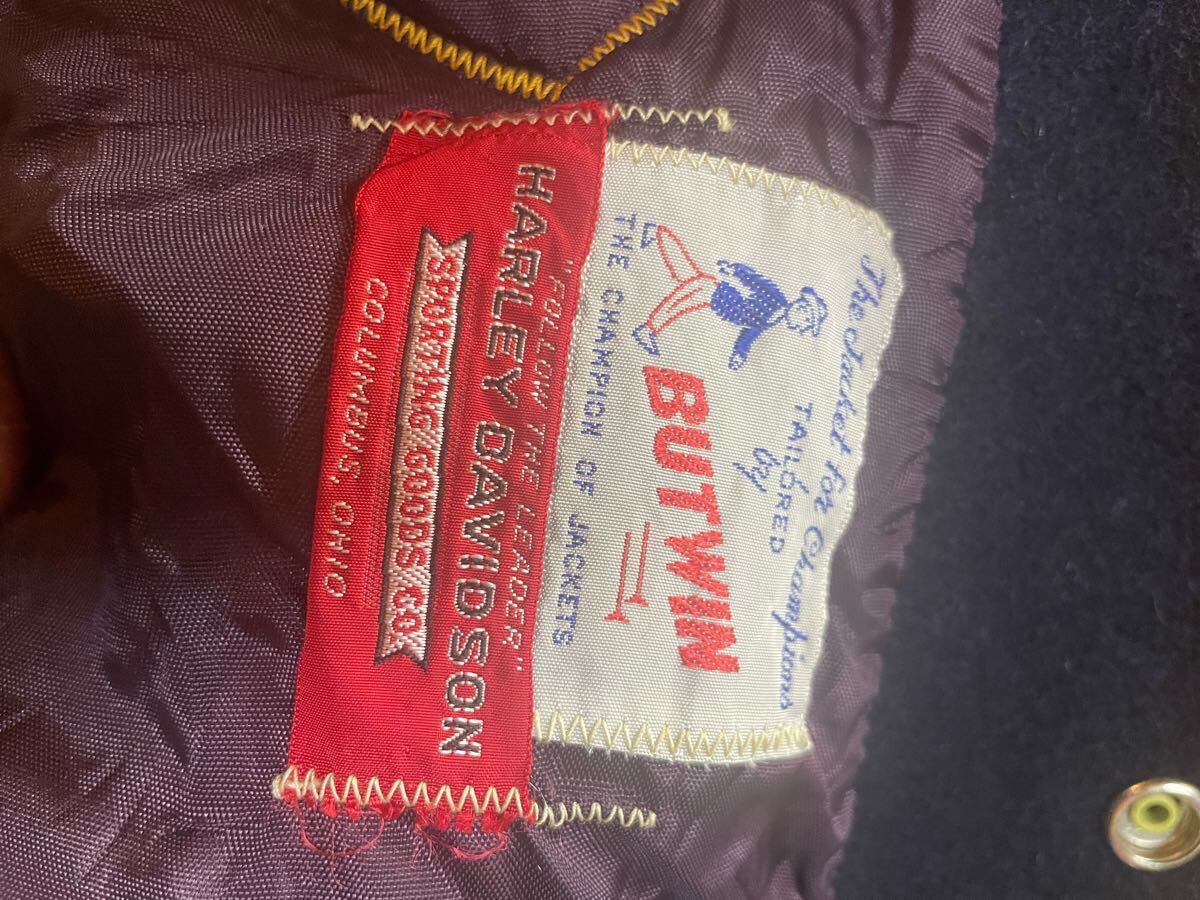 The Jacket for Champions
TAILORED
by
BUTWIN
THE CHAMPION OF JACKETS
"FOLLOW THE LEADER"
HARLEY DAVIDSON
SPORTING GOODS CO.
COLUMBUS, OHIO